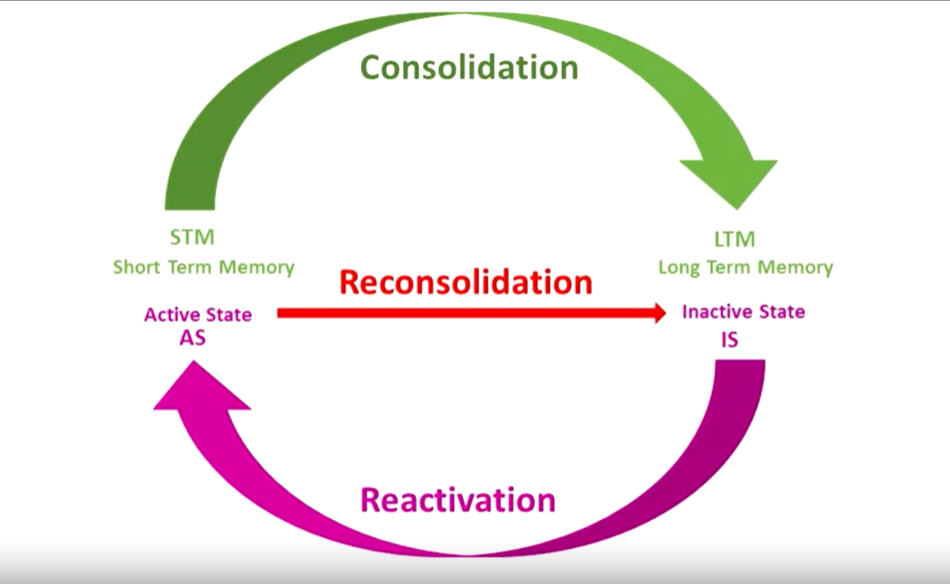 Consolidation
STM
Short Term Memory
LTM
Long Term Memory
Reconsolidation
Active State
AS
Inactive State
IS
Reactivation